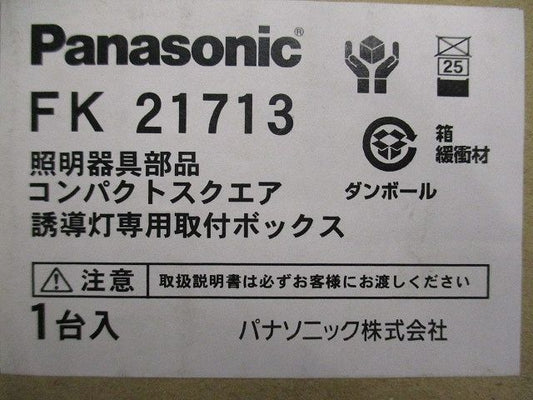 Panasonic®
25
FK 21713
箱
緩衝材
ダンボール
照明器具部品
コンパクトスクエア
誘導灯専用取付ボックス
注意 取扱説明書は必ずお客様にお渡しください
1台入
パナソニック株式会社